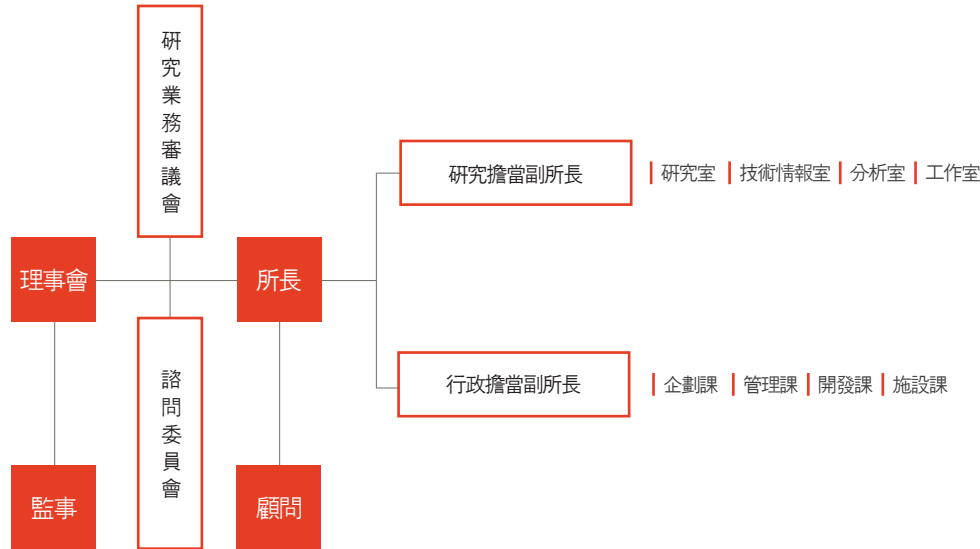 研究業務審議會
研究擔當副所長
研究室
技術情報室
分析室
工作室
理事會
所長
諮問委員會
行政擔當副所長
企劃課
管理課
開發課
施設課
監事
顧問